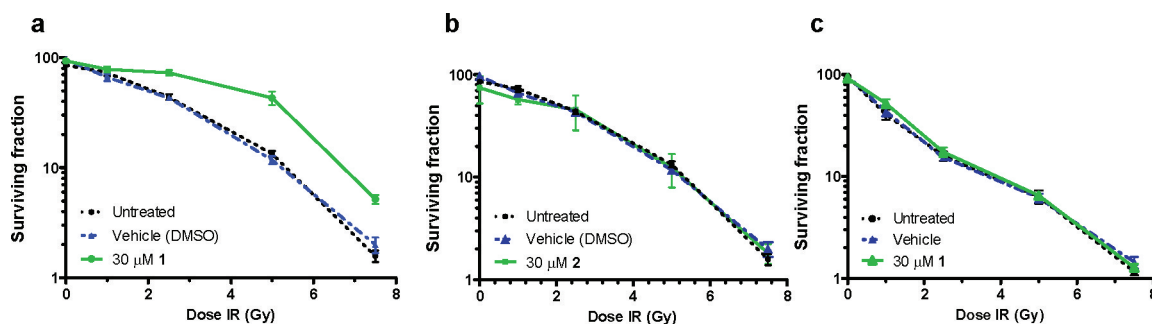 a
Surviving fraction
100
10
1
0
2
4
6
8
Dose IR (Gy)
Untreated
Vehicle (DMSO)
30 μM 1
b
Surviving fraction
100
10
1
0
2
4
6
8
Dose IR (Gy)
Untreated
Vehicle (DMSO)
30 μM 2
c
Surviving fraction
100
10
1
0
2
4
6
8
Dose IR (Gy)
Untreated
Vehicle
30 μM 1